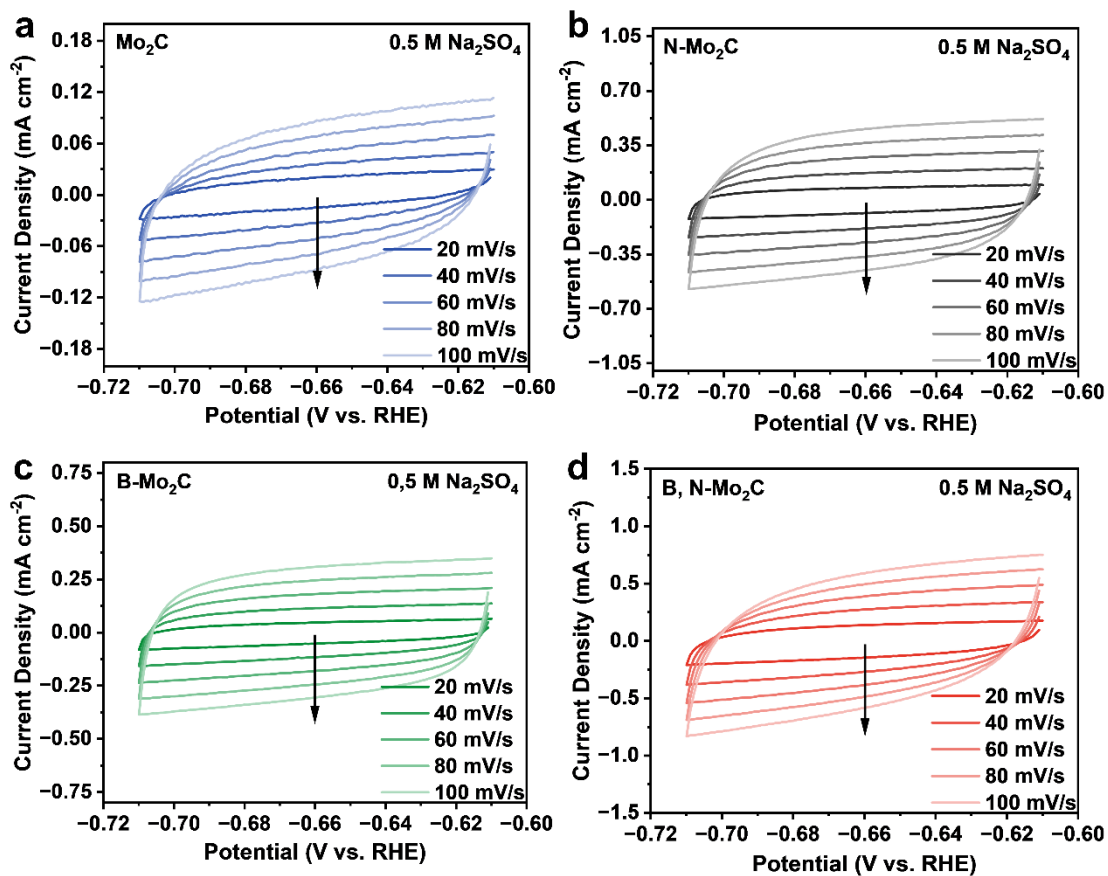 a
Mo₂C 0.5 M Na₂SO₄
0.18
0.12
0.06
0.00
−0.06
−0.12
−0.18
Current Density (mA cm⁻²)
20 mV/s
40 mV/s
60 mV/s
80 mV/s
100 mV/s
−0.72 −0.70 −0.68 −0.66 −0.64 −0.62 −0.60
Potential (V vs. RHE)
b
N-Mo₂C 0.5 M Na₂SO₄
1.05
0.70
0.35
0.00
−0.35
−0.70
−1.05
Current Density (mA cm⁻²)
20 mV/s
40 mV/s
60 mV/s
80 mV/s
100 mV/s
−0.72 −0.70 −0.68 −0.66 −0.64 −0.62 −0.60
Potential (V vs. RHE)
c
B-Mo₂C 0,5 M Na₂SO₄
0.75
0.50
0.25
0.00
−0.25
−0.50
−0.75
Current Density (mA cm⁻²)
20 mV/s
40 mV/s
60 mV/s
80 mV/s
100 mV/s
−0.72 −0.70 −0.68 −0.66 −0.64 −0.62 −0.60
Potential (V vs. RHE)
d
B, N-Mo₂C 0.5 M Na₂SO₄
1.5
1.0
0.5
0.0
−0.5
−1.0
−1.5
Current Density (mA cm⁻²)
20 mV/s
40 mV/s
60 mV/s
80 mV/s
100 mV/s
−0.72 −0.70 −0.68 −0.66 −0.64 −0.62 −0.60
Potential (V vs. RHE)